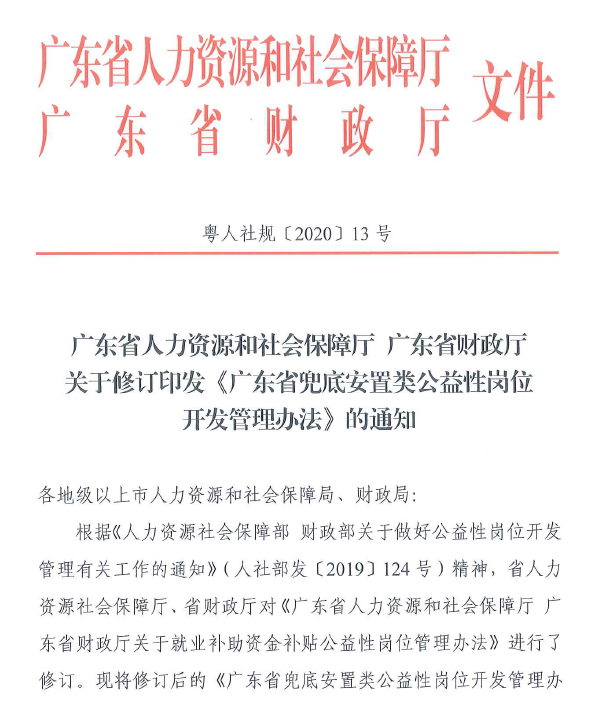 广东省人力资源和社会保障厅
广东省财政厅
文件
粤人社规〔2020〕13号
广东省人力资源和社会保障厅 广东省财政厅
关于修订印发《广东省兜底安置类公益性岗位
开发管理办法》的通知
各地级以上市人力资源和社会保障局、财政局：
根据《人力资源社会保障部 财政部关于做好公益性岗位开发
管理有关工作的通知》（人社部发〔2019〕124号）精神，省人力
资源社会保障厅、省财政厅对《广东省人力资源和社会保障厅 广
东省财政厅关于就业补助资金补贴公益性岗位管理办法》进行了
修订。现将修订后的《广东省兜底安置类公益性岗位开发管理办